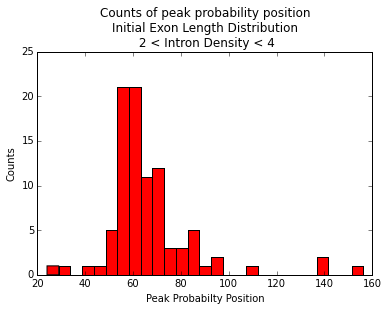 Counts of peak probability position
Initial Exon Length Distribution
2 < Intron Density < 4
25
20
15
10
5
0
Counts
20 40 60 80 100 120 140 160
Peak Probabilty Position